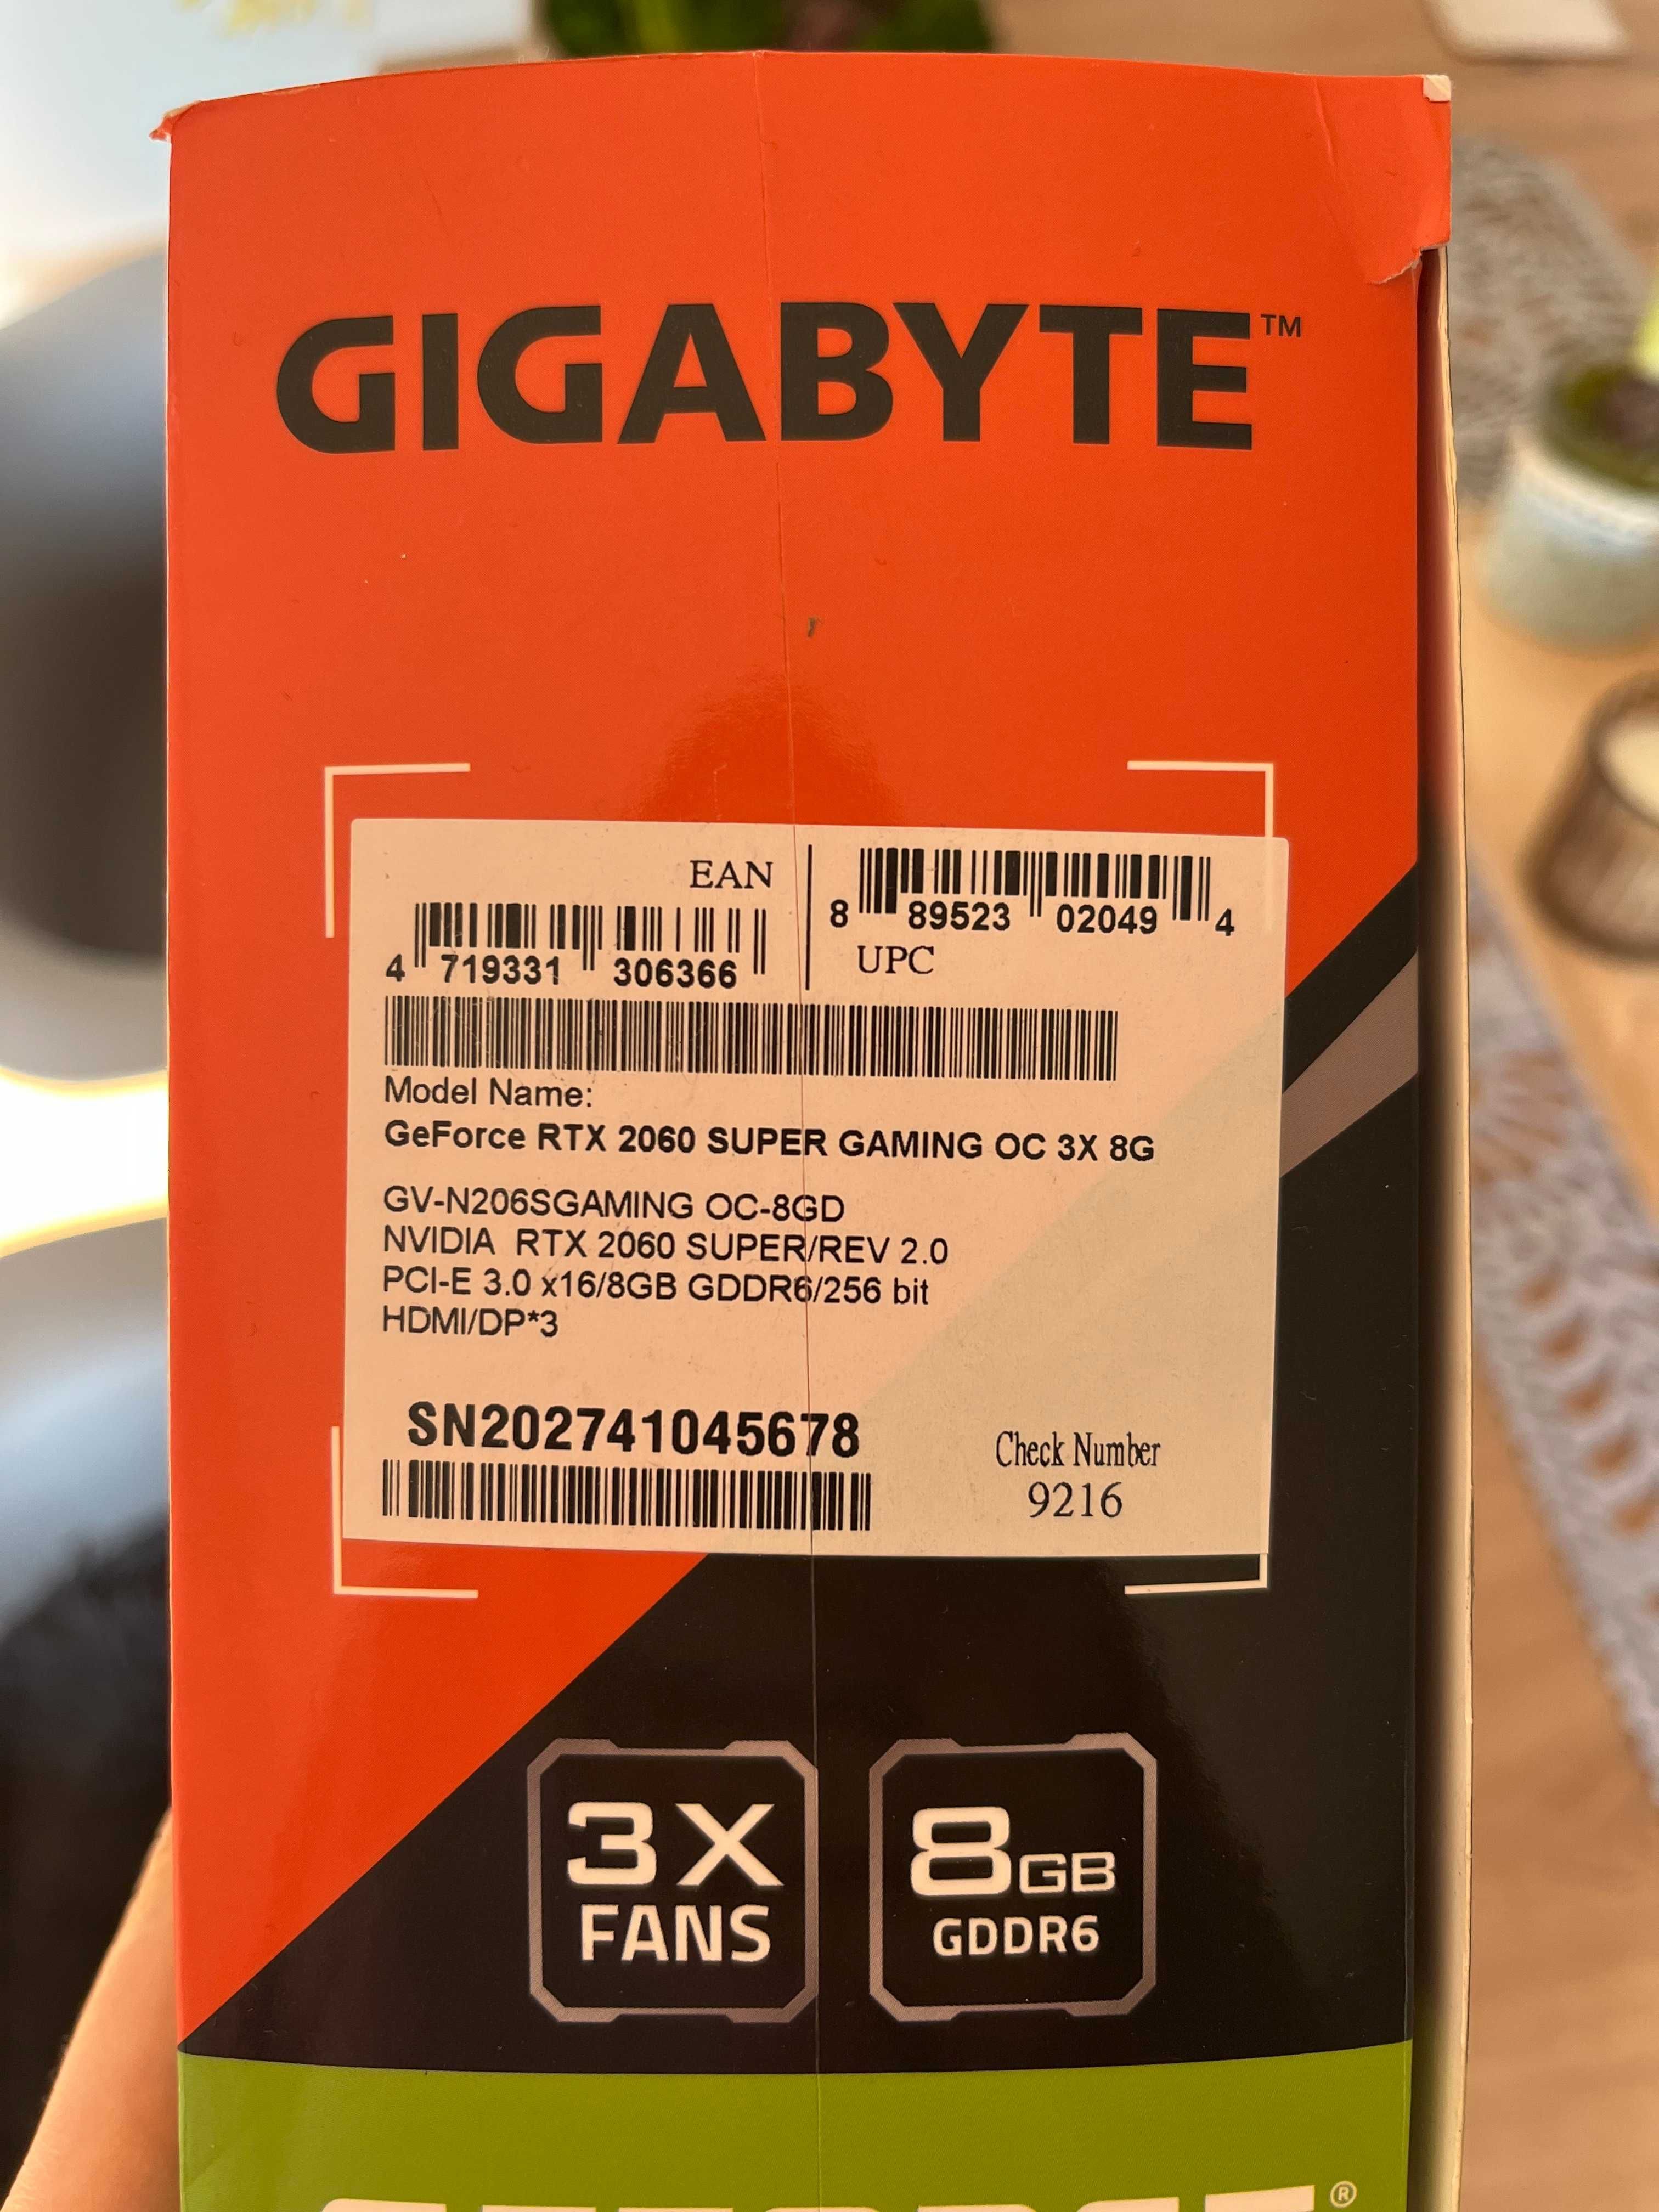 GIGABYTE™
EAN
4 719331 306366
8 89523 02049 4
UPC
Model Name:
GeForce RTX 2060 SUPER GAMING OC 3X 8G
GV-N206SGAMING OC-8GD
NVIDIA RTX 2060 SUPER/REV 2.0
PCI-E 3.0 x16/8GB GDDR6/256 bit
HDMI/DP*3
SN202741045678
Check Number
9216
3X
FANS
8GB
GDDR6